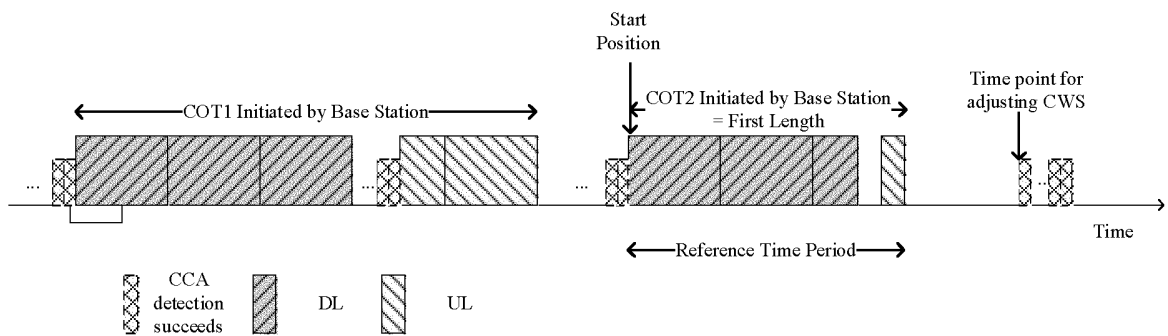 Start
Position
COT1 Initiated by Base Station
COT2 Initiated by Base Station
= First Length
Time point for
adjusting CWS
...
...
...
...
Time
Reference Time Period
CCA
detection
succeeds
DL
UL